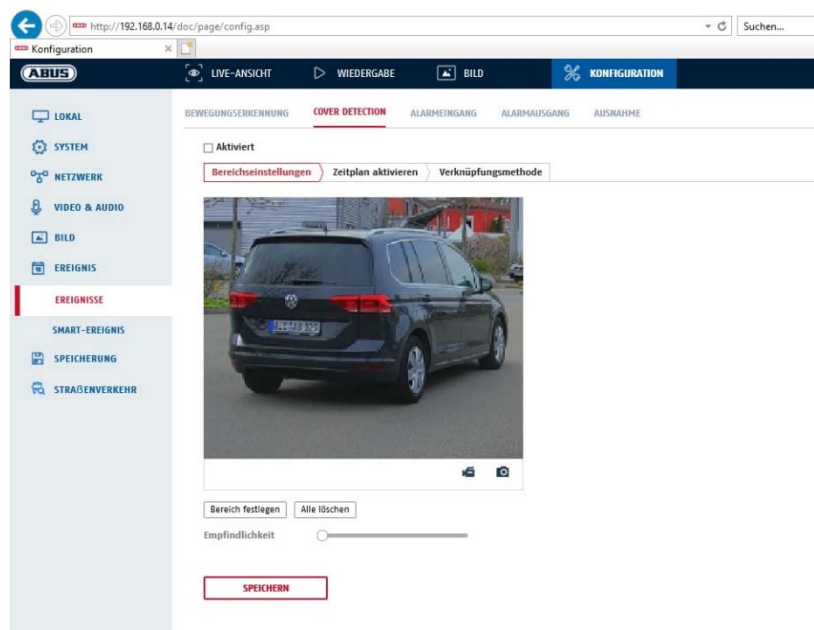 http://192.168.0.14/doc/page/config.asp
Suchen...
Konfiguration
ABUS
LIVE-ANSICHT
WIEDERGABE
BILD
KONFIGURATION
LOKAL
SYSTEM
NETZWERK
VIDEO & AUDIO
BILD
EREIGNIS
EREIGNISSE
SMART-EREIGNIS
SPEICHERUNG
STRAßENVERKEHR
BEWEGUNGSERKENNUNG
COVER DETECTION
ALARMEINGANG
ALARMAUSGANG
AUSNAHME
Aktiviert
Bereichseinstellungen
Zeitplan aktivieren
Verknüpfungsmethode
Bereich festlegen
Alle löschen
Empfindlichkeit
SPEICHERN